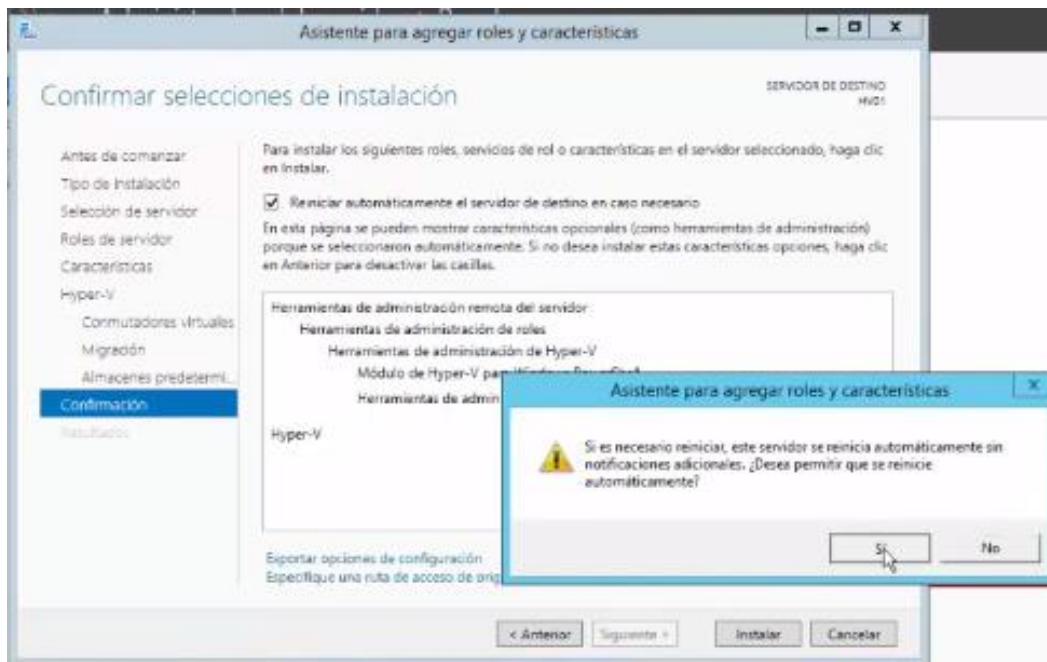 Asistente para agregar roles y características
Confirmar selecciones de instalación
SERVIDOR DE DESTINO
HV01
Antes de comenzar
Tipo de instalación
Selección de servidor
Roles de servidor
Características
Hyper-V
Conmutadores virtuales
Migración
Almacenes predetermi...
Confirmación
Resultados
Para instalar los siguientes roles, servicios de rol o características en el servidor seleccionado, haga clic
en Instalar.
Reiniciar automáticamente el servidor de destino en caso necesario
En esta página se pueden mostrar características opcionales (como herramientas de administración)
porque se seleccionaron automáticamente. Si no desea instalar estas características opciones, haga clic
en Anterior para desactivar las casillas.
Herramientas de administración remota del servidor
Herramientas de administración de roles
Herramientas de administración de Hyper-V
Módulo de Hyper-V para Windows PowerShell
Herramientas de admin
Hyper-V
Exportar opciones de configuración
Especifique una ruta de acceso de orig
< Anterior
Siguiente >
Instalar
Cancelar
Asistente para agregar roles y características
Si es necesario reiniciar, este servidor se reinicia automáticamente sin
notificaciones adicionales. ¿Desea permitir que se reinicie
automáticamente?
Sí
No